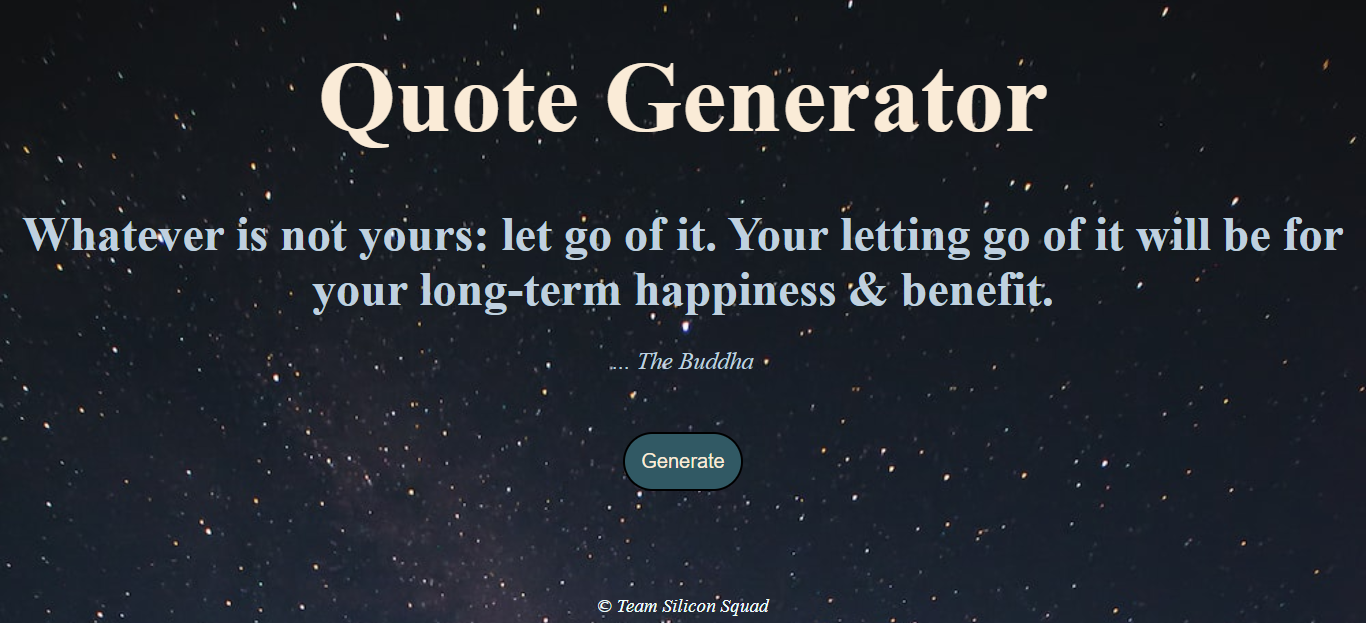 Quote Generator
Whatever is not yours: let go of it. Your letting go of it will be for
your long-term happiness & benefit.
... The Buddha
Generate
© Team Silicon Squad